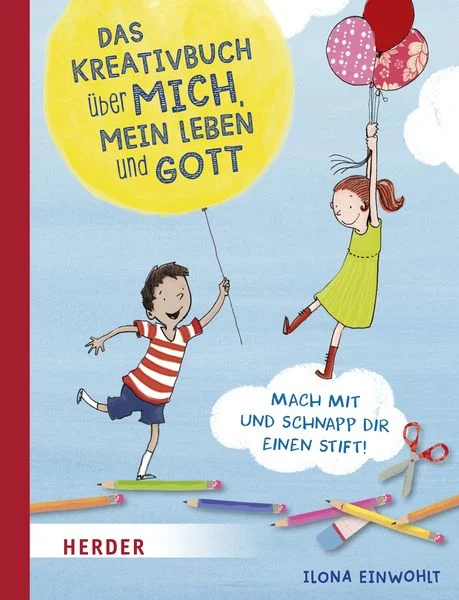 DAS
KREATIVBUCH
über MICH,
MEIN LEBEN
und GOTT
MACH MIT
UND SCHNAPP DIR
EINEN STIFT!
HERDER
ILONA EINWOHLT